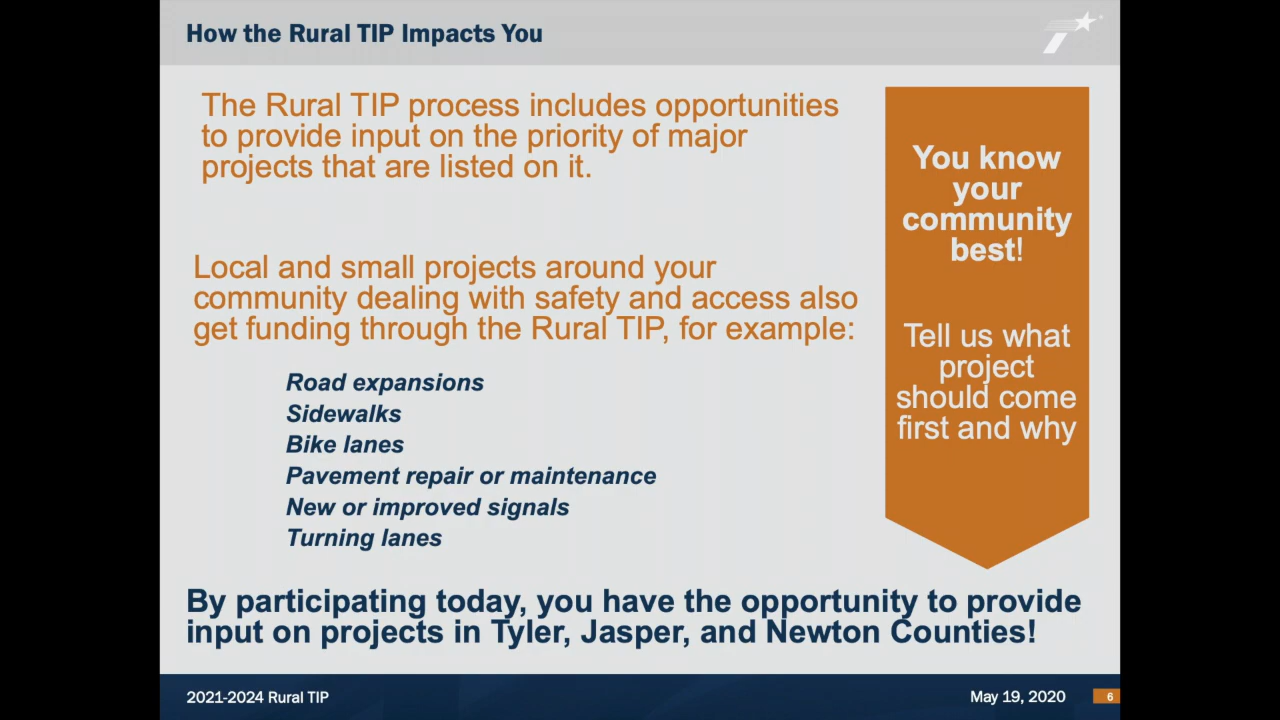 How the Rural TIP Impacts You
The Rural TIP process includes opportunities
to provide input on the priority of major
projects that are listed on it.
Local and small projects around your
community dealing with safety and access also
get funding through the Rural TIP, for example:
Road expansions
Sidewalks
Bike lanes
Pavement repair or maintenance
New or improved signals
Turning lanes
You know
your
community
best!
Tell us what
project
should come
first and why
By participating today, you have the opportunity to provide
input on projects in Tyler, Jasper, and Newton Counties!
2021-2024 Rural TIP
May 19, 2020
6